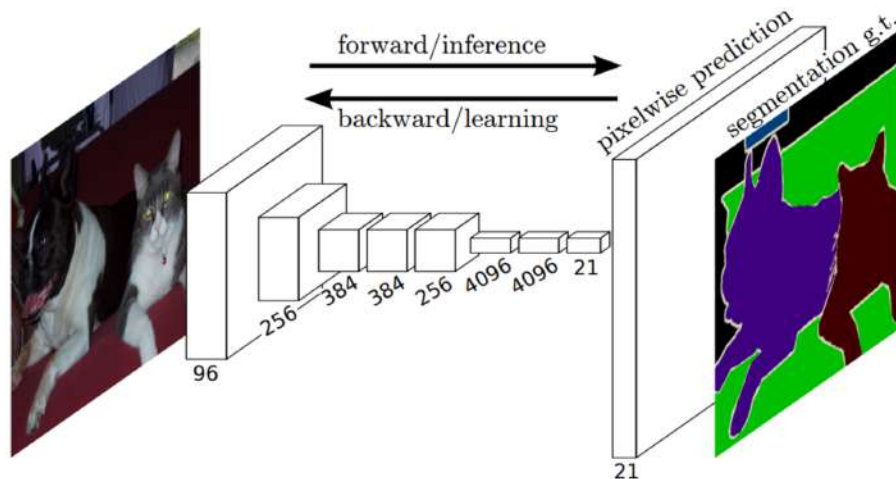 forward/inference
backward/learning
pixelwise prediction
segmentation g.t.
96
256
384
384
256
4096
4096
21
21